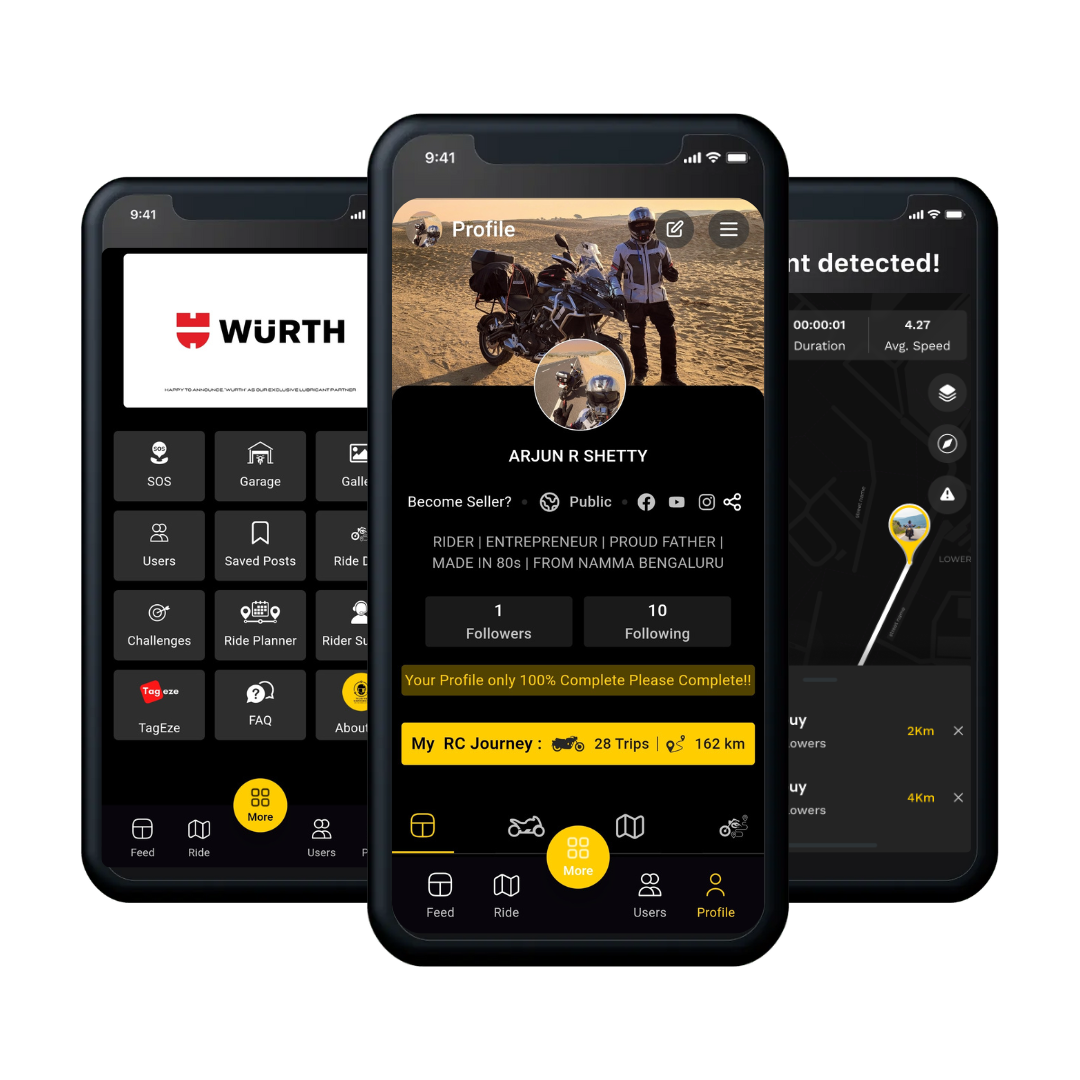 9:41
WÜRTH
HAPPY TO ANNOUNCE 'WURTH' AS OUR EXCLUSIVE LUBRICANT PARTNER
SOS
SOS
Garage
Galle
Users
Saved Posts
Ride D
Challenges
Ride Planner
Rider Su
Tag eze
TagEze
FAQ
About
More
Feed
Ride
Users
P
9:41
Profile
ARJUN R SHETTY
Become Seller? • Public •
RIDER | ENTREPRENEUR | PROUD FATHER |
MADE IN 80s | FROM NAMMA BENGALURU
1
Followers
10
Following
Your Profile only 100% Complete Please Complete!!
My RC Journey : 28 Trips | 162 km
More
Feed
Ride
Users
Profile
nt detected!
00:00:01
Duration
4.27
Avg. Speed
LOWER
uy
owers
2Km
uy
owers
4Km